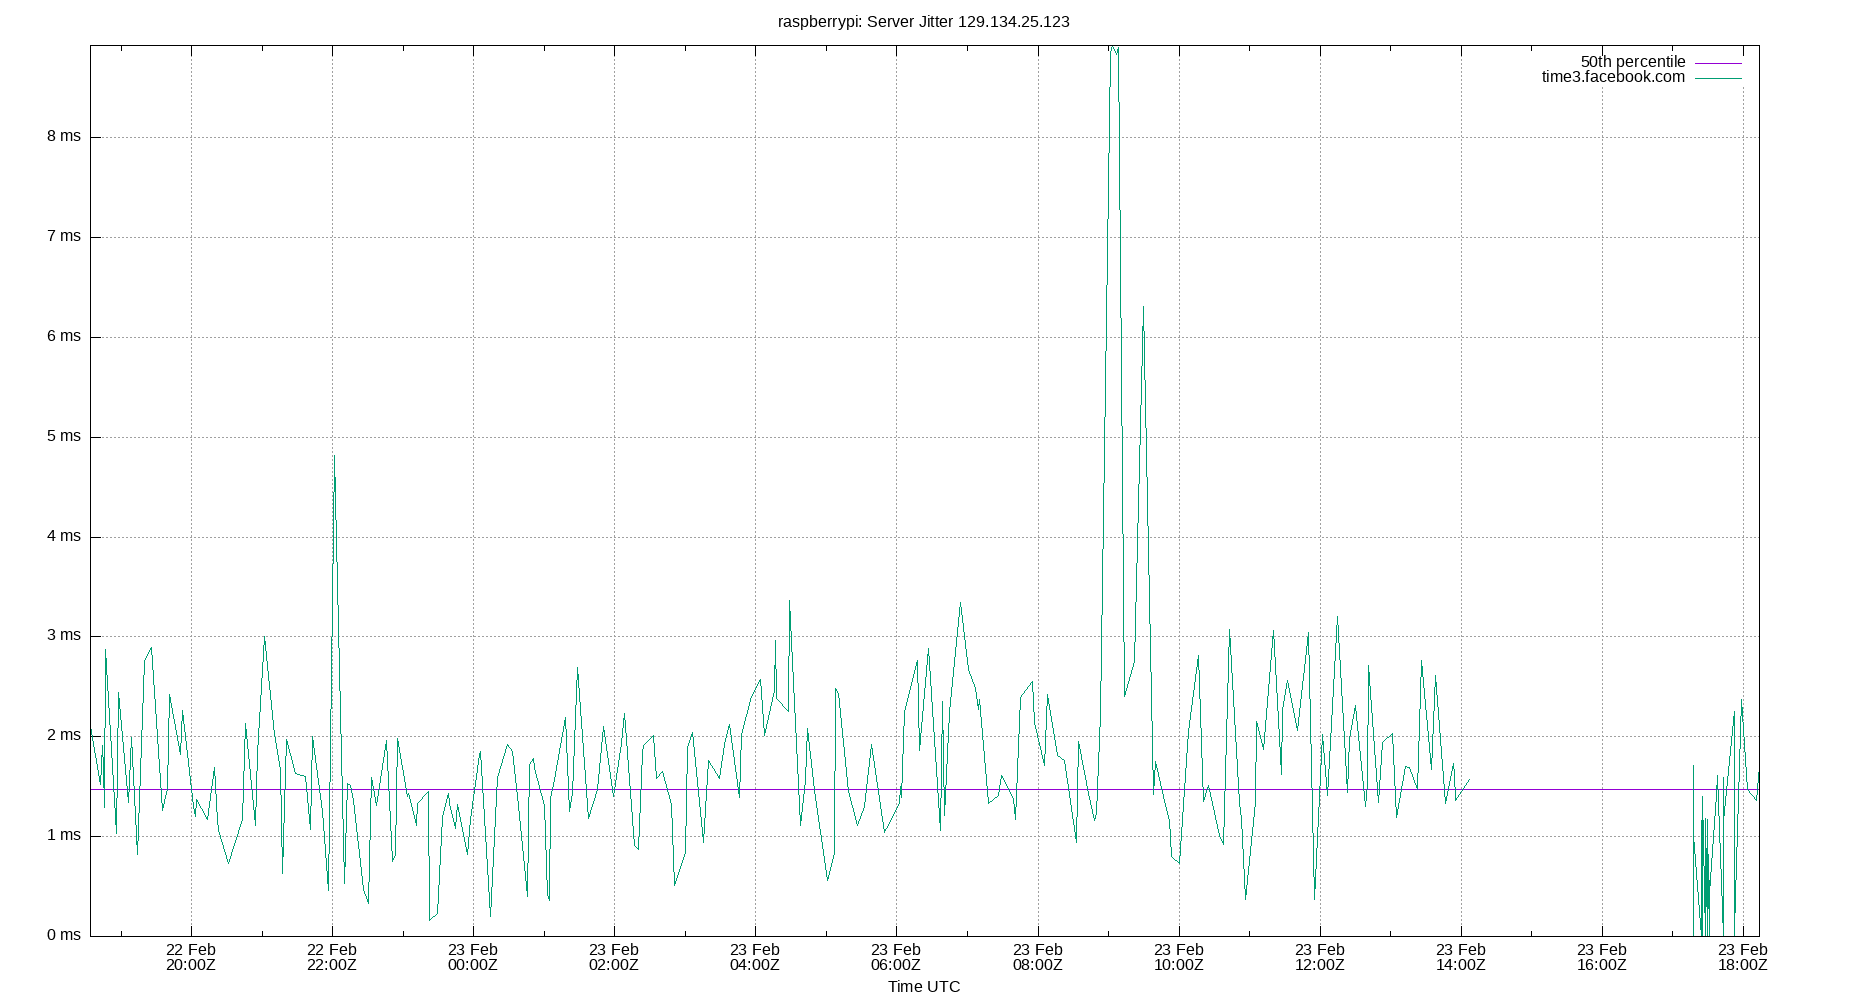 raspberrypi: Server Jitter 129.134.25.123
50th percentile
time3.facebook.com
8 ms
7 ms
6 ms
5 ms
4 ms
3 ms
2 ms
1 ms
0 ms
22 Feb 22 Feb 23 Feb 23 Feb 23 Feb 23 Feb 23 Feb 23 Feb 23 Feb 23 Feb 23 Feb 23 Feb
20:00Z 22:00Z 00:00Z 02:00Z 04:00Z 06:00Z 08:00Z 10:00Z 12:00Z 14:00Z 16:00Z 18:00Z
Time UTC